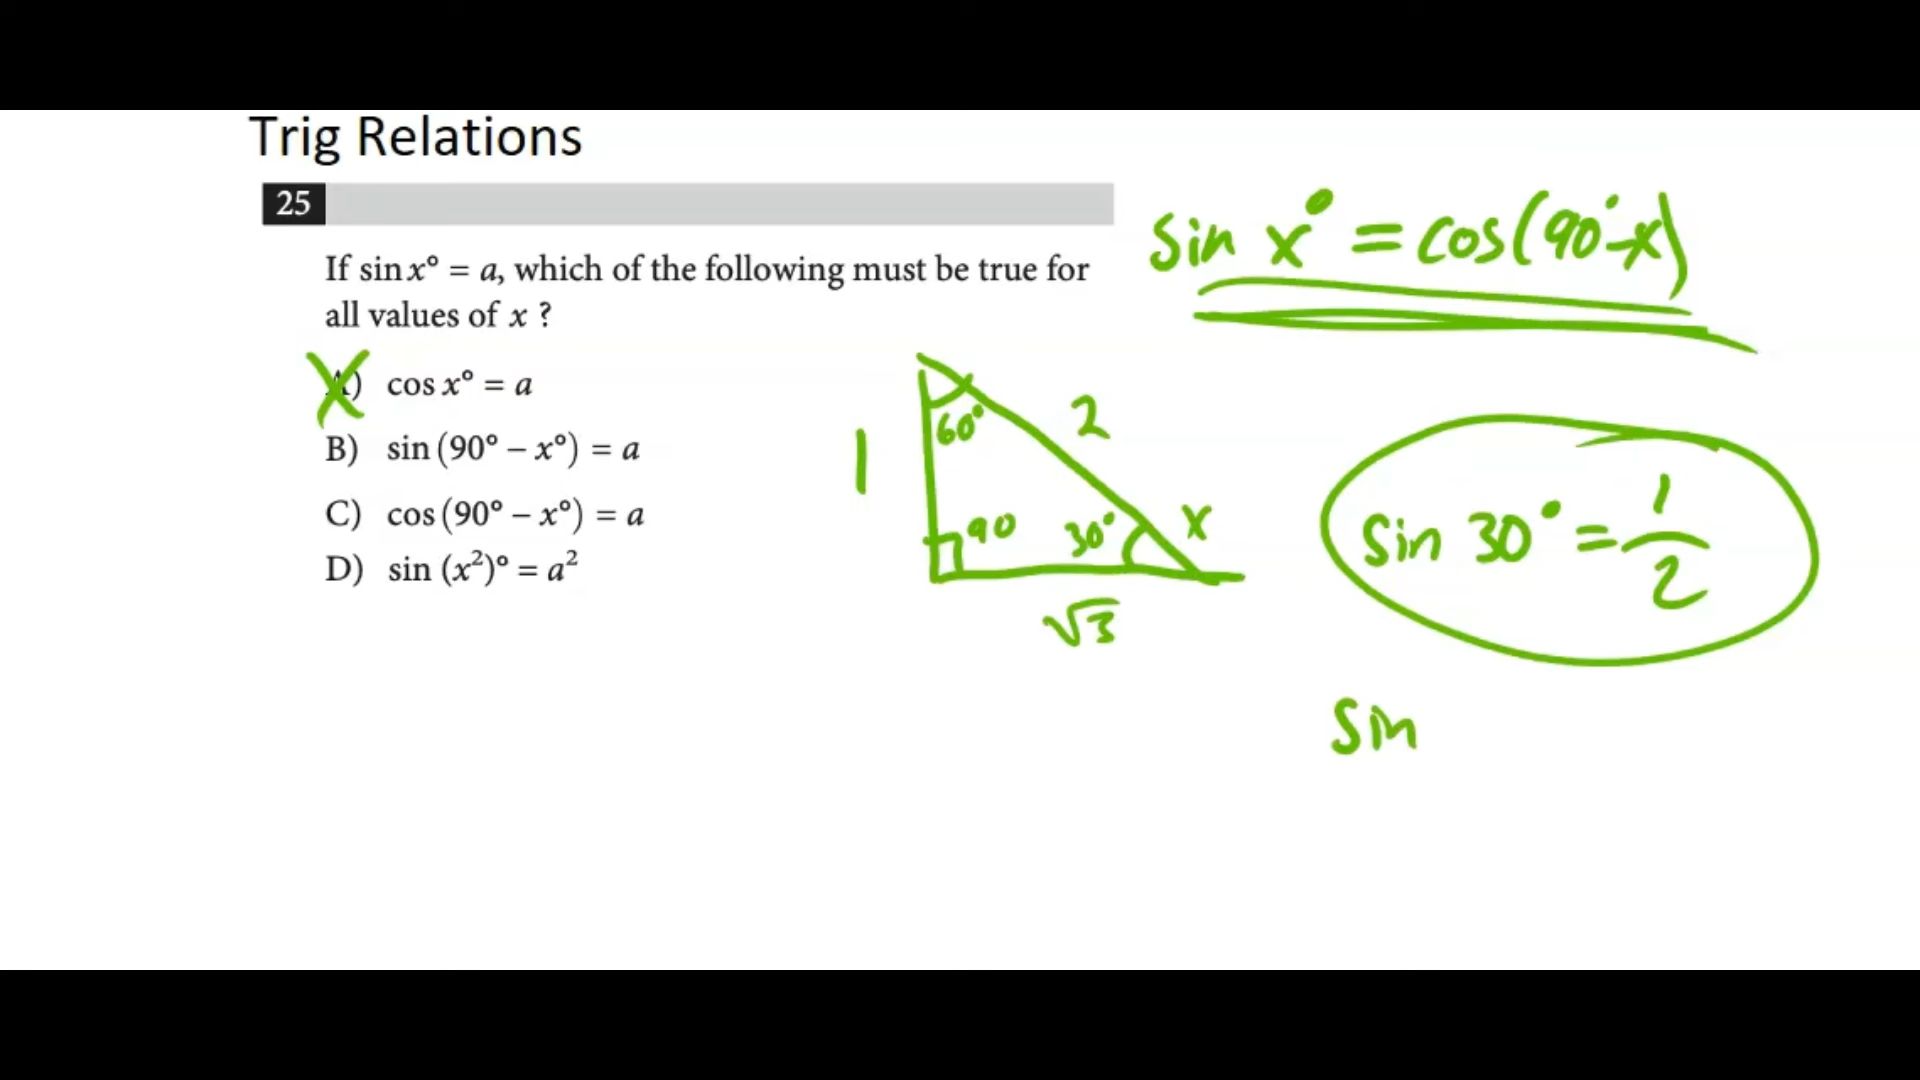 Trig Relations
25
If sin x° = a, which of the following must be true for
all values of x ?
A) cos x° = a
B) sin (90° – x°) = a
C) cos (90° – x°) = a
D) sin (x²)° = a²
sin x° = cos(90°-x)
60°
2
1
90
30°
x
√3
sin 30° = 1/2
sin